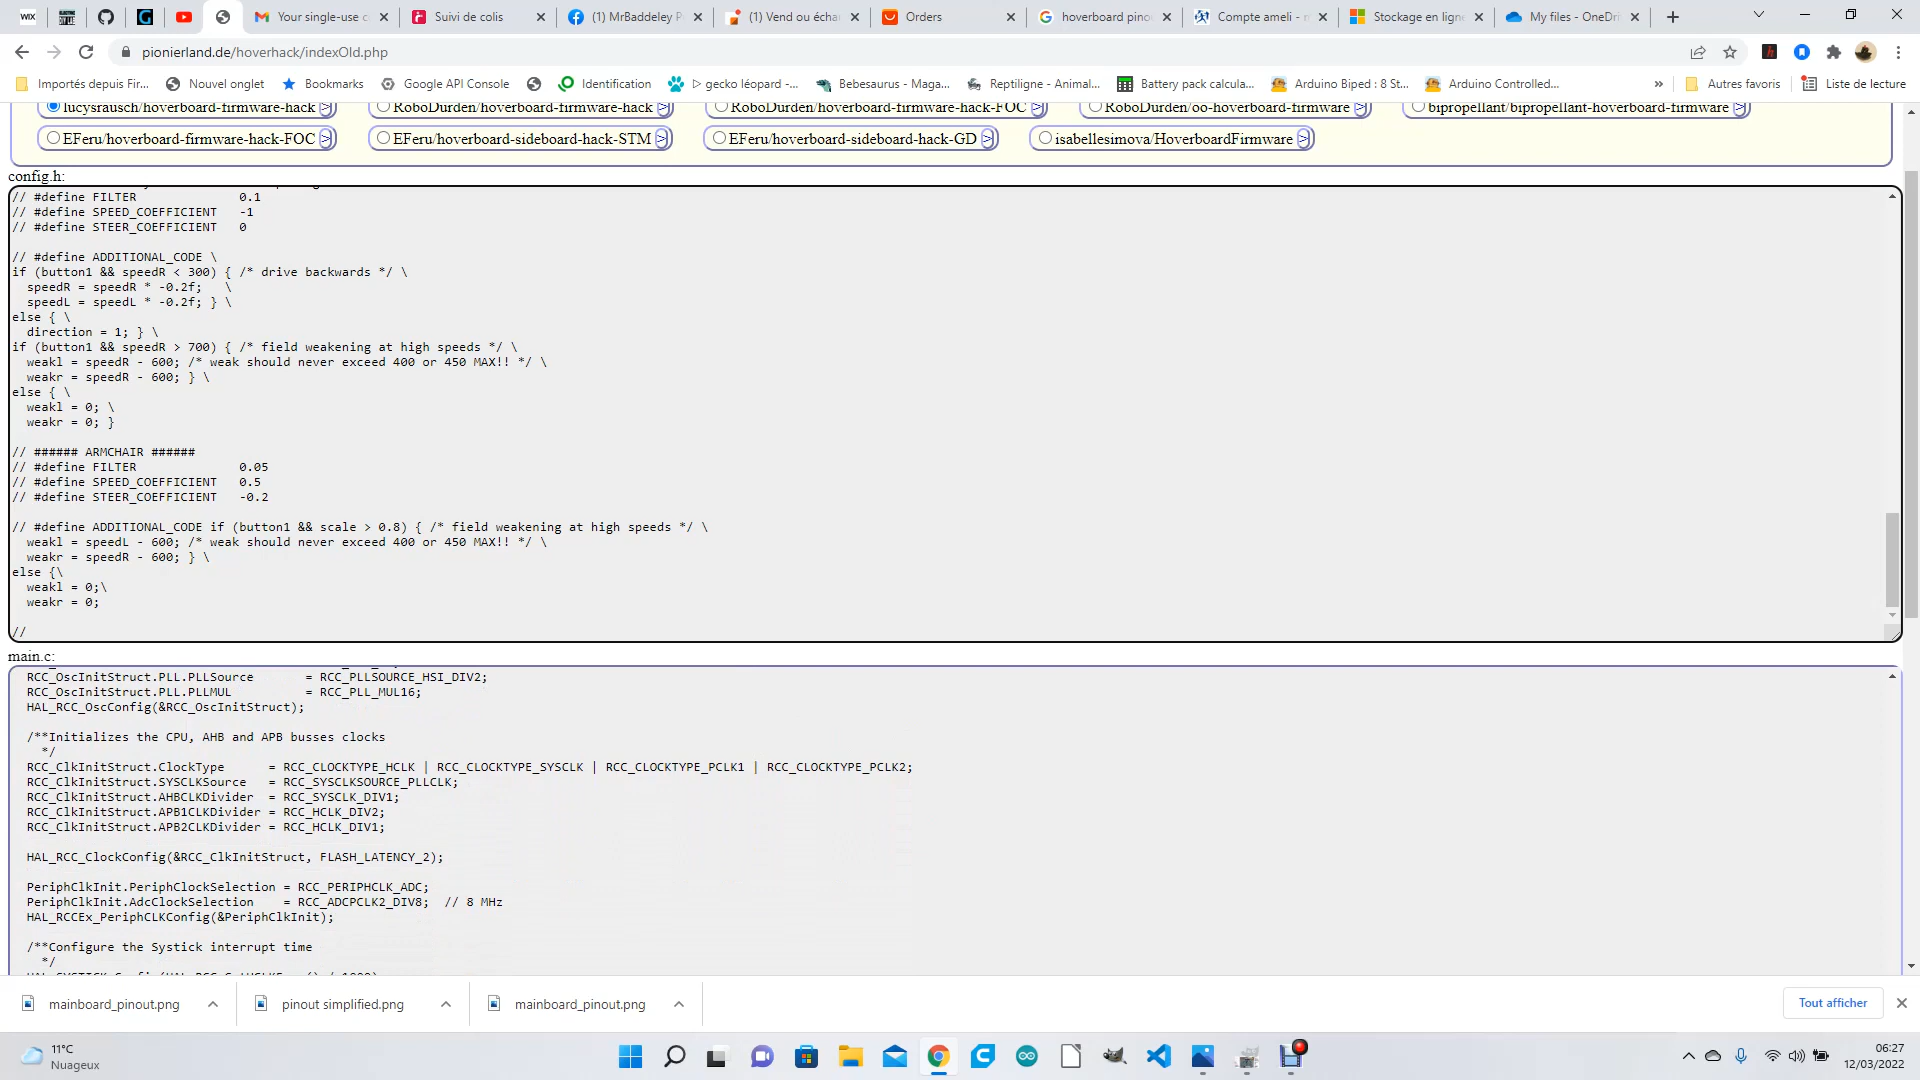 WIX
Your single-use c
Suivi de colis
(1) MrBaddeley P
(1) Vend ou écha
Orders
hoverboard pino
Compte ameli - m
Stockage en lign
My files - OneDri
pionierland.de/hoverhack/indexOld.php
Importés depuis Fir...
Nouvel onglet
Bookmarks
Google API Console
Identification
▷ gecko léopard -...
Bebesaurus - Maga...
Reptiligne - Animal...
Battery pack calcula...
Arduino Biped : 8 St...
Arduino Controlled...
»
Autres favoris
Liste de lecture
lucysrausch/hoverboard-firmware-hack >
RoboDurden/hoverboard-firmware-hack >
RoboDurden/hoverboard-firmware-hack-FOC >
RoboDurden/oo-hoverboard-firmware >
bipropellant/bipropellant-hoverboard-firmware >
EFeru/hoverboard-firmware-hack-FOC >
EFeru/hoverboard-sideboard-hack-STM >
EFeru/hoverboard-sideboard-hack-GD >
isabellesimova/HoverboardFirmware >
config.h:
// #define FILTER              0.1
// #define SPEED_COEFFICIENT   -1
// #define STEER_COEFFICIENT   0
// #define ADDITIONAL_CODE \
if (button1 && speedR < 300) { /* drive backwards */ \
  speedR = speedR * -0.2f;   \
  speedL = speedL * -0.2f; } \
else { \
  direction = 1; } \
if (button1 && speedR > 700) { /* field weakening at high speeds */ \
  weakl = speedR - 600; /* weak should never exceed 400 or 450 MAX!! */ \
  weakr = speedR - 600; } \
else { \
  weakl = 0; \
  weakr = 0; }
// ###### ARMCHAIR ######
// #define FILTER              0.05
// #define SPEED_COEFFICIENT   0.5
// #define STEER_COEFFICIENT   -0.2
// #define ADDITIONAL_CODE if (button1 && scale > 0.8) { /* field weakening at high speeds */ \
  weakl = speedL - 600; /* weak should never exceed 400 or 450 MAX!! */ \
  weakr = speedR - 600; } \
else {\
  weakl = 0;\
  weakr = 0;
//
main.c:
  RCC_OscInitStruct.PLL.PLLSource       = RCC_PLLSOURCE_HSI_DIV2;
  RCC_OscInitStruct.PLL.PLLMUL          = RCC_PLL_MUL16;
  HAL_RCC_OscConfig(&RCC_OscInitStruct);
  /**Initializes the CPU, AHB and APB busses clocks
    */
  RCC_ClkInitStruct.ClockType      = RCC_CLOCKTYPE_HCLK | RCC_CLOCKTYPE_SYSCLK | RCC_CLOCKTYPE_PCLK1 | RCC_CLOCKTYPE_PCLK2;
  RCC_ClkInitStruct.SYSCLKSource   = RCC_SYSCLKSOURCE_PLLCLK;
  RCC_ClkInitStruct.AHBCLKDivider  = RCC_SYSCLK_DIV1;
  RCC_ClkInitStruct.APB1CLKDivider = RCC_HCLK_DIV2;
  RCC_ClkInitStruct.APB2CLKDivider = RCC_HCLK_DIV1;
  HAL_RCC_ClockConfig(&RCC_ClkInitStruct, FLASH_LATENCY_2);
  PeriphClkInit.PeriphClockSelection = RCC_PERIPHCLK_ADC;
  PeriphClkInit.AdcClockSelection    = RCC_ADCPCLK2_DIV8;  // 8 MHz
  HAL_RCCEx_PeriphCLKConfig(&PeriphClkInit);
  /**Configure the Systick interrupt time
    */
mainboard_pinout.png
pinout simplified.png
mainboard_pinout.png
Tout afficher
11°C
Nuageux
06:27
12/03/2022